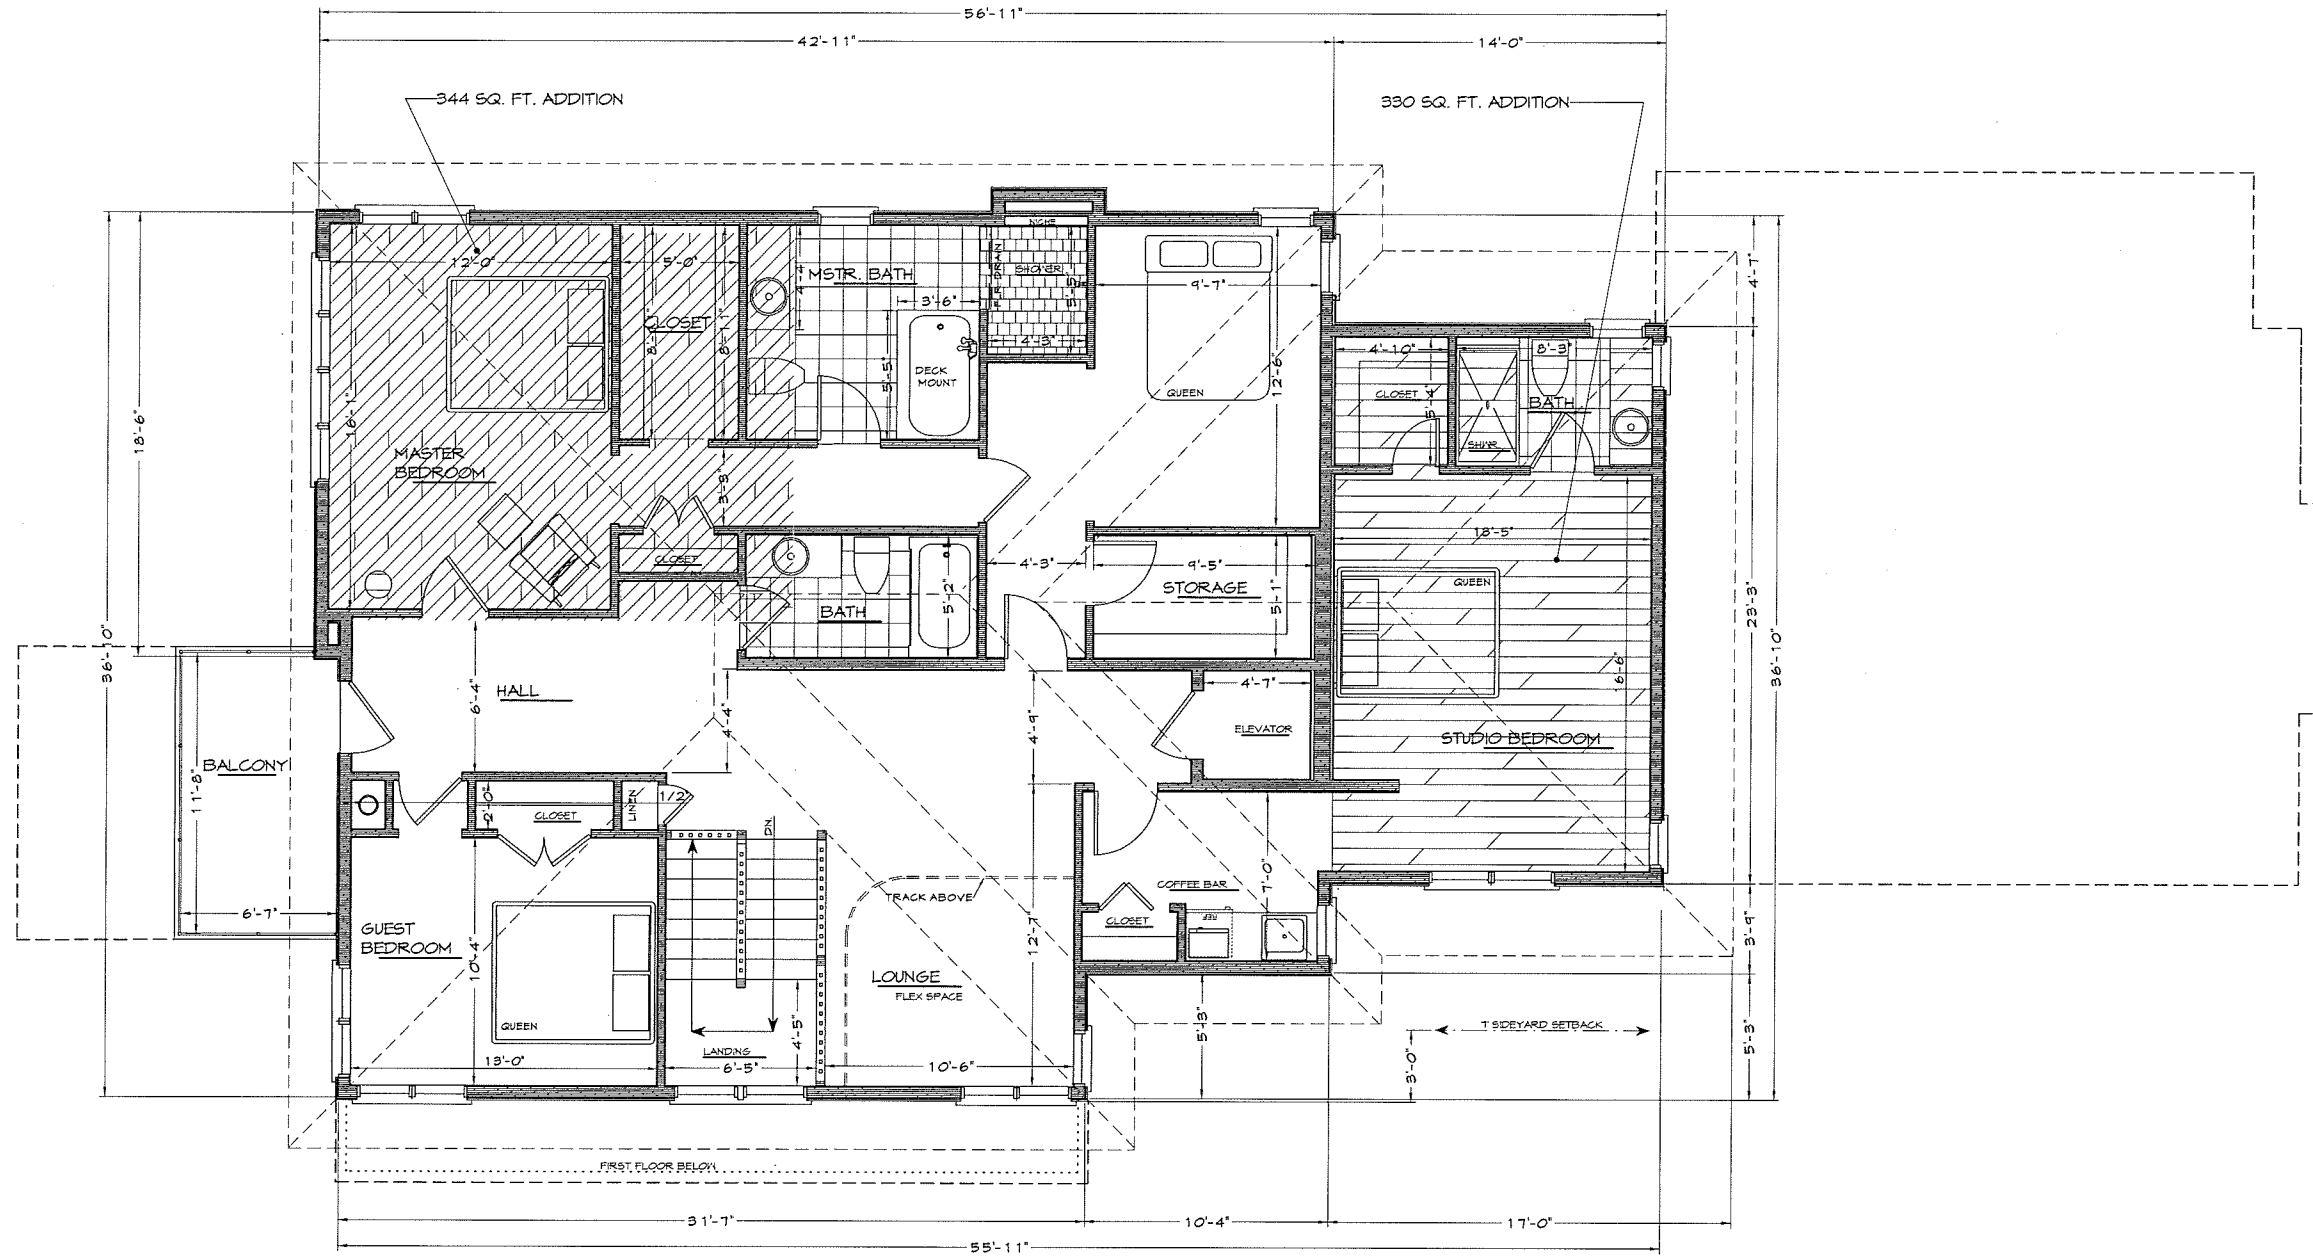 56'-11"
42'-11"
14'-0"
344 SQ. FT. ADDITION
330 SQ. FT. ADDITION
NICHE
12'-0"
5'-0"
4'-4"
MSTR. BATH
SHOWER
5'-5"
3'-6"
9'-7"
4'-7"
CLOSET
8'-1"
8'-1"
5'-5"
DECK
MOUNT
4'-3"
12'-6"
QUEEN
4'-10"
8'-3"
CLOSET
5'-4"
BATH
SHWR.
18'-6"
16'-1"
MASTER
BEDROOM
3'-3"
CLOSET
BATH
5'-2"
4'-3"
9'-5"
STORAGE
5'-1"
13'-5"
QUEEN
23'-3"
36'-10"
36'-10"
6'-4"
HALL
4'-4"
4'-9"
4'-7"
ELEVATOR
16'-6"
STUDIO BEDROOM
BALCONY
11'-8"
2'-0"
CLOSET
LINEN
1/2"
DN.
TRACK ABOVE
COFFEE BAR
7'-0"
CLOSET
REF.
6'-7"
GUEST
BEDROOM
10'-4"
12'-7"
LOUNGE
FLEX SPACE
3'-9"
QUEEN
13'-0"
LANDING
6'-5"
4'-5"
10'-6"
5'-3"
3'-0"
7' SIDEYARD SETBACK
5'-3"
FIRST FLOOR BELOW
31'-7"
10'-4"
17'-0"
55'-11"